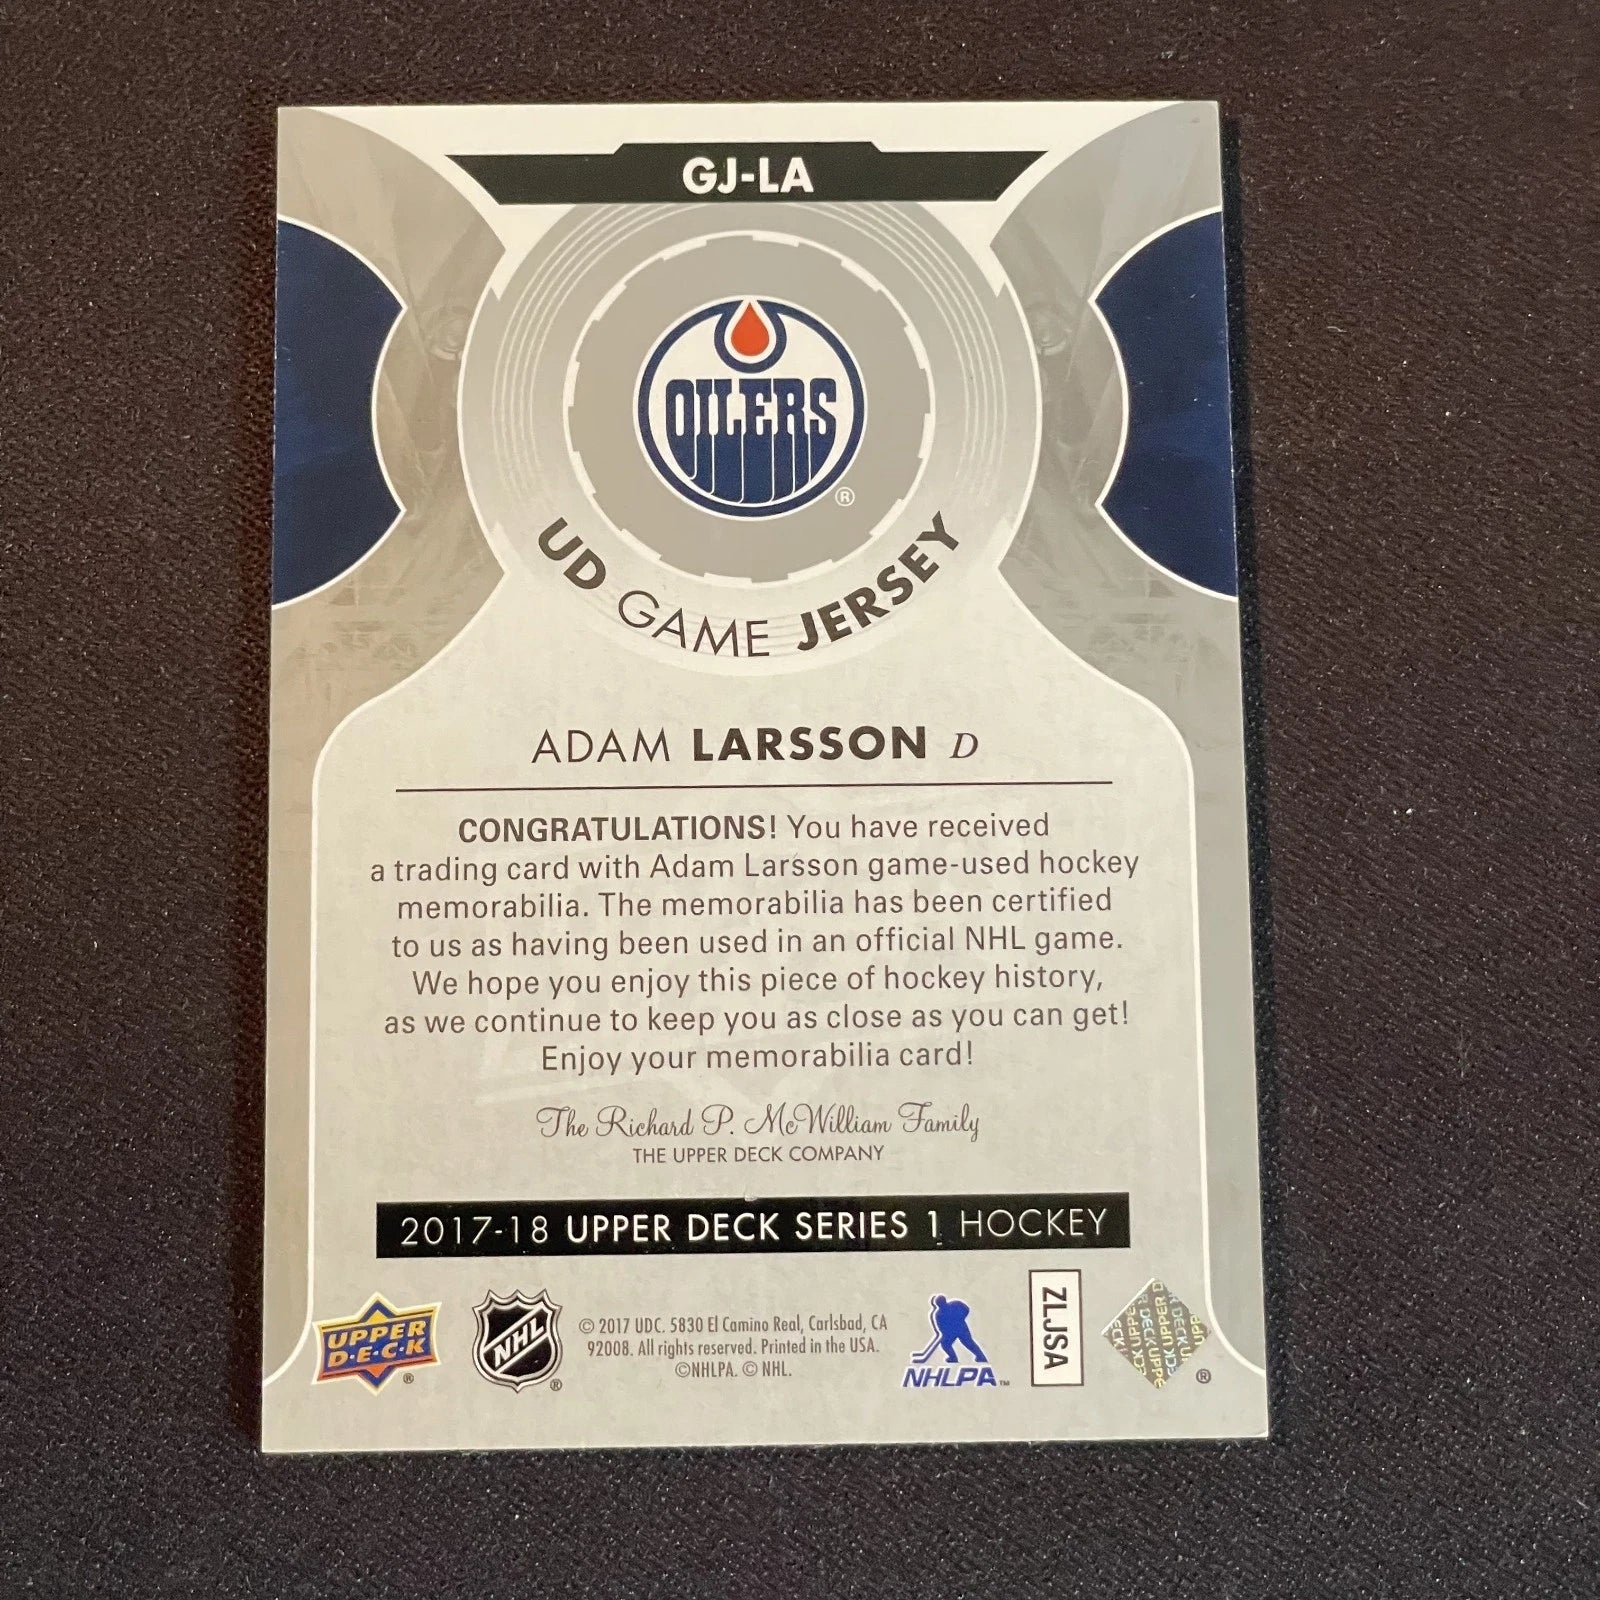 GJ-LA
OILERS
®
UD GAME JERSEY
ADAM LARSSON D
CONGRATULATIONS! You have received
a trading card with Adam Larsson game-used hockey
memorabilia. The memorabilia has been certified
to us as having been used in an official NHL game.
We hope you enjoy this piece of hockey history,
as we continue to keep you as close as you can get!
Enjoy your memorabilia card!
The Richard P. McWilliam Family
THE UPPER DECK COMPANY
2017-18 UPPER DECK SERIES 1 HOCKEY
UPPER
D·E·C·K
®
NHL
®
© 2017 UDC. 5830 El Camino Real, Carlsbad, CA
92008. All rights reserved. Printed in the USA.
©NHLPA. © NHL.
NHLPA™
ZLJSA
UPPER DECK
®